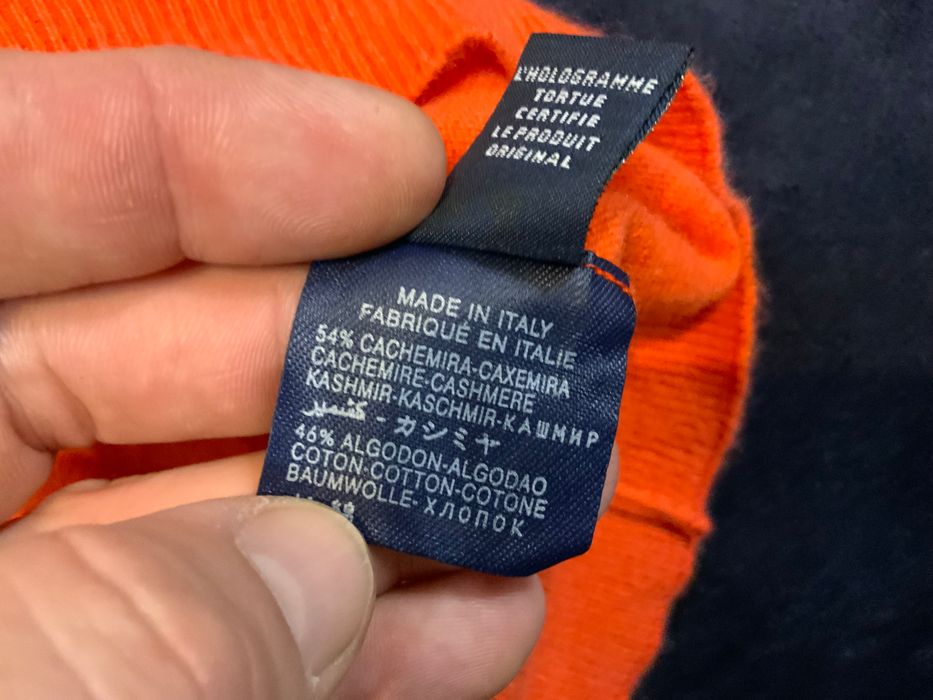 L'HOLOGRAMME
TORTUE
CERTIFIE
LE PRODUIT
ORIGINAL
MADE IN ITALY
FABRIQUÉ EN ITALIE
54% CACHEMIRA-CAXEMIRA
CACHEMIRE-CASHMERE
KASHMIR-KASCHMIR-КАШМИР
كشمير - カシミヤ
46% ALGODON-ALGODAO
COTON-COTTON-COTONE
BAUMWOLLE-ХЛОПОК